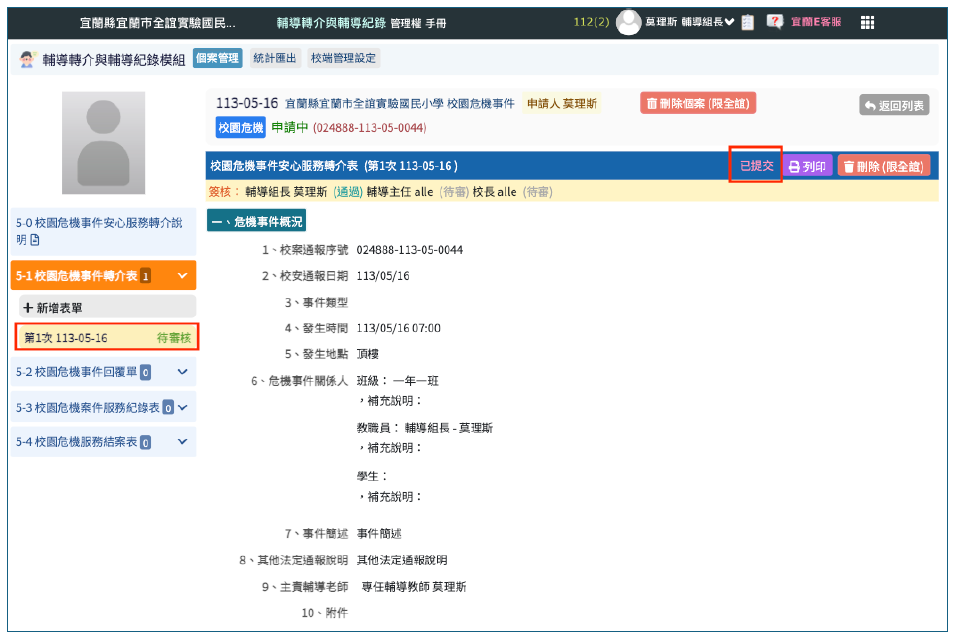 宜蘭縣宜蘭市全誼實驗國民... 輔導轉介與輔導紀錄 管理權 手冊 112(2) 莫理斯 輔導組長 宜蘭E客服
輔導轉介與輔導紀錄模組 個案管理 統計匯出 校端管理設定
113-05-16 宜蘭縣宜蘭市全誼實驗國民小學 校園危機事件 申請人 莫理斯 刪除個案 (限全誼) 返回列表
校園危機 申請中 (024888-113-05-0044)
校園危機事件安心服務轉介表 (第1次 113-05-16 ) 已提交 列印 刪除 (限全誼)
簽核： 輔導組長 莫理斯 (通過) 輔導主任 alle (待審) 校長 alle (待審)
5-0 校園危機事件安心服務轉介說
明
5-1 校園危機事件轉介表 1
+ 新增表單
第1次 113-05-16 待審核
5-2 校園危機事件回覆單 0
5-3 校園危機案件服務紀錄表 0
5-4 校園危機服務結案表 0
一、危機事件概況
1、校案通報序號 024888-113-05-0044
2、校安通報日期 113/05/16
3、事件類型
4、發生時間 113/05/16 07:00
5、發生地點 頂樓
6、危機事件關係人 班級： 一年一班
，補充說明：
教職員： 輔導組長 - 莫理斯
，補充說明：
學生：
，補充說明：
7、事件簡述 事件簡述
8、其他法定通報說明 其他法定通報說明
9、主責輔導老師 專任輔導教師 莫理斯
10、附件